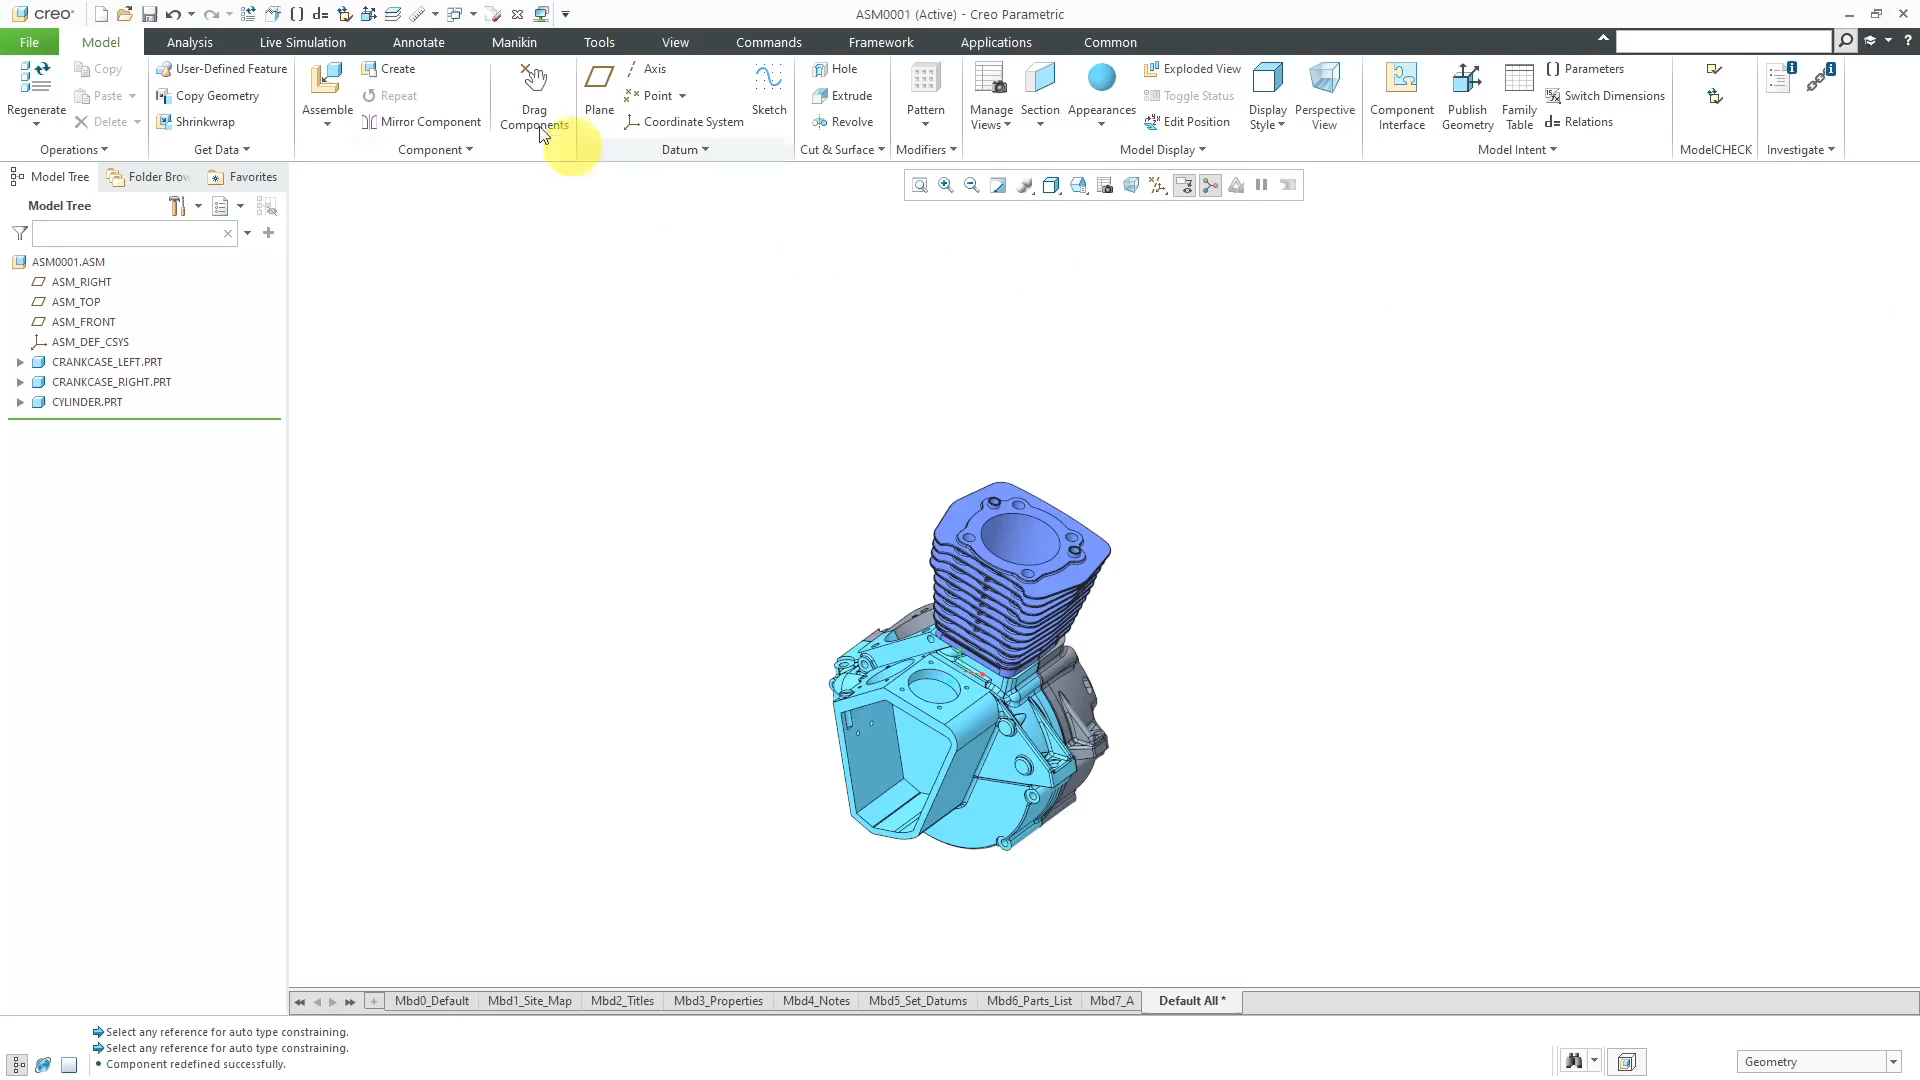 creo
d=
ASM0001 (Active) - Creo Parametric
File
Model
Analysis
Live Simulation
Annotate
Manikin
Tools
View
Commands
Framework
Applications
Common
Regenerate
Copy
Paste
Delete
Operations
User-Defined Feature
Copy Geometry
Shrinkwrap
Get Data
Assemble
Create
Repeat
Mirror Component
Component
Drag
Components
Plane
Axis
Point
Coordinate System
Sketch
Datum
Hole
Extrude
Revolve
Cut & Surface
Pattern
Modifiers
Manage
Views
Section
Appearances
Exploded View
Toggle Status
Edit Position
Display
Style
Perspective
View
Model Display
Component
Interface
Publish
Geometry
Family
Table
Parameters
Switch Dimensions
d= Relations
Model Intent
ModelCHECK
Investigate
Model Tree
Folder Brow
Favorites
Model Tree
ASM0001.ASM
ASM_RIGHT
ASM_TOP
ASM_FRONT
ASM_DEF_CSYS
CRANKCASE_LEFT.PRT
CRANKCASE_RIGHT.PRT
CYLINDER.PRT
Mbd0_Default
Mbd1_Site_Map
Mbd2_Titles
Mbd3_Properties
Mbd4_Notes
Mbd5_Set_Datums
Mbd6_Parts_List
Mbd7_A
Default All *
Select any reference for auto type constraining.
Select any reference for auto type constraining.
• Component redefined successfully.
Geometry